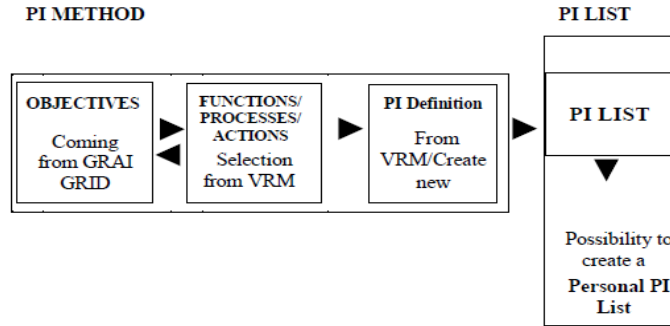 PI METHOD
PI LIST
OBJECTIVES
Coming
from GRAI
GRID
FUNCTIONS/
PROCESSES/
ACTIONS
Selection
from VRM
PI Definition
From
VRM/Create
new
PI LIST
Possibility to
create a
Personal PI
List